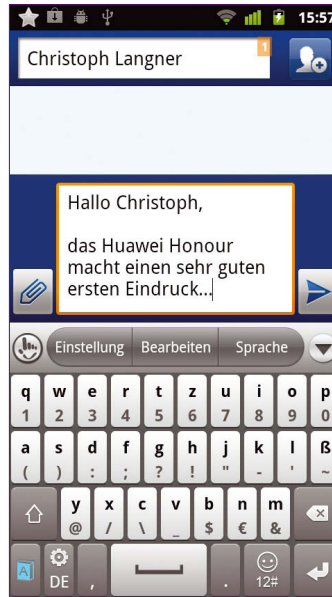 15:57
Christoph Langner
1
Hallo Christoph,
das Huawei Honour
macht einen sehr guten
ersten Eindruck...
Einstellung Bearbeiten Sprache
q w e r t z u i o p
1 2 3 4 5 6 7 8 9 0
a s d f g h j k l ß
( ) : ; ? ! " - ' ~
y x c v b n m
@ / \ _ $ € &
A DE , . 12#